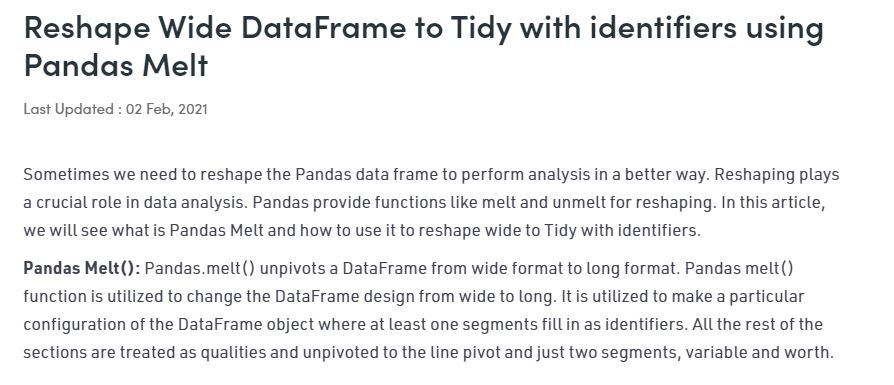 Reshape Wide DataFrame to Tidy with identifiers using
Pandas Melt
Last Updated : 02 Feb, 2021
Sometimes we need to reshape the Pandas data frame to perform analysis in a better way. Reshaping plays
a crucial role in data analysis. Pandas provide functions like melt and unmelt for reshaping. In this article,
we will see what is Pandas Melt and how to use it to reshape wide to Tidy with identifiers.
Pandas Melt(): Pandas.melt() unpivots a DataFrame from wide format to long format. Pandas melt()
function is utilized to change the DataFrame design from wide to long. It is utilized to make a particular
configuration of the DataFrame object where at least one segments fill in as identifiers. All the rest of the
sections are treated as qualities and unpivoted to the line pivot and just two segments, variable and worth.